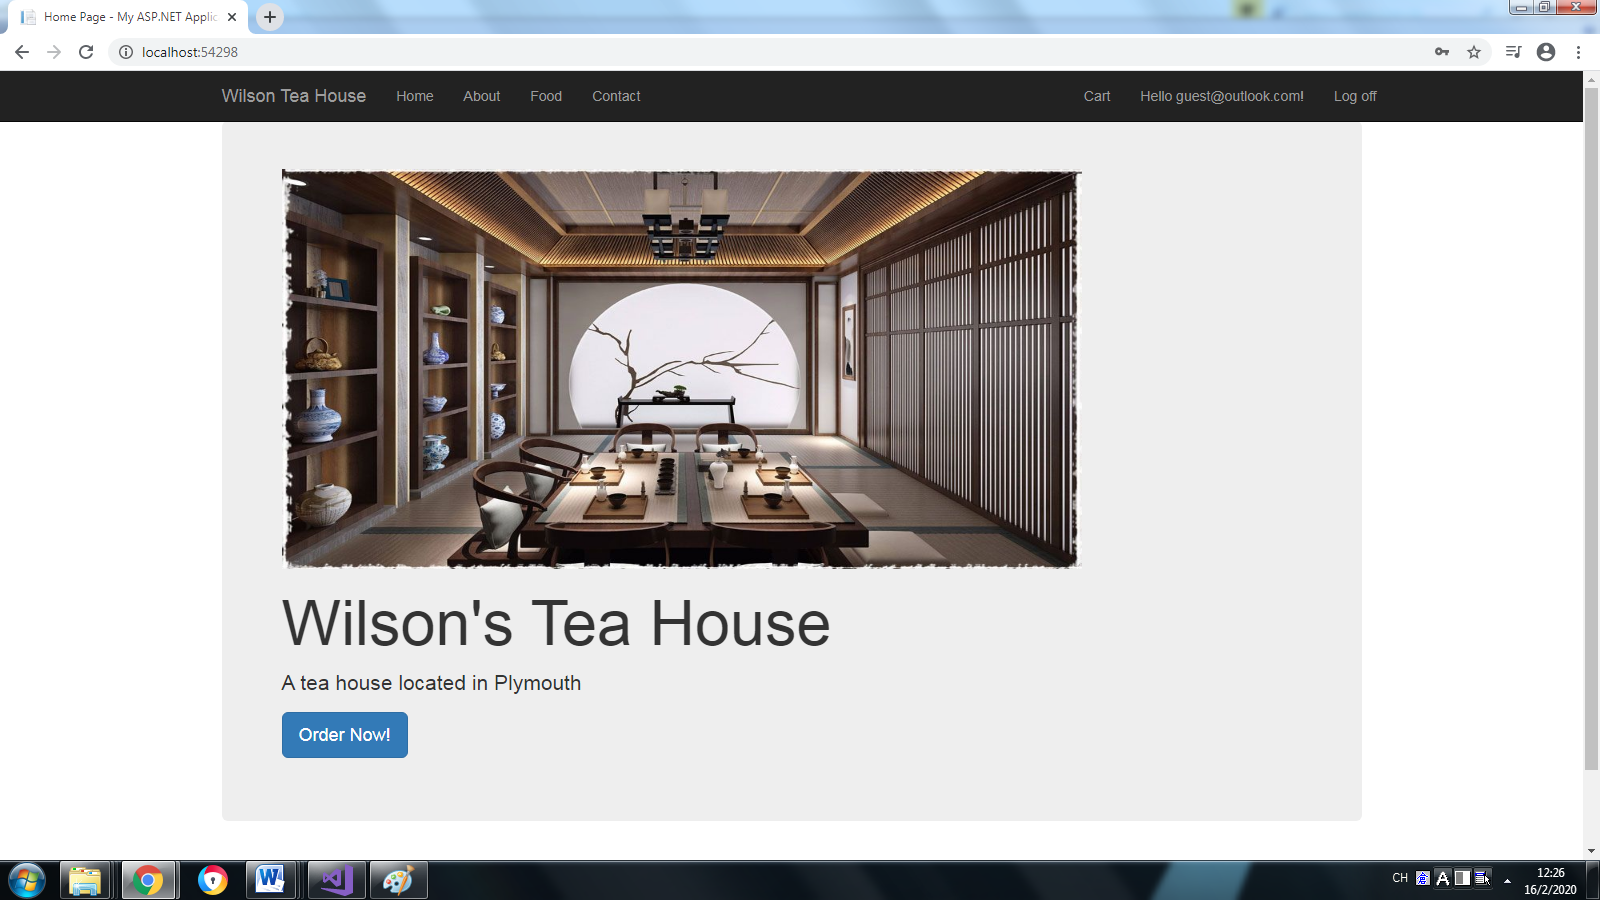 Home Page - My ASP.NET Applic
localhost:54298
Wilson Tea House Home About Food Contact Cart Hello guest@outlook.com! Log off
Wilson's Tea House
A tea house located in Plymouth
Order Now!
CH
12:26
16/2/2020